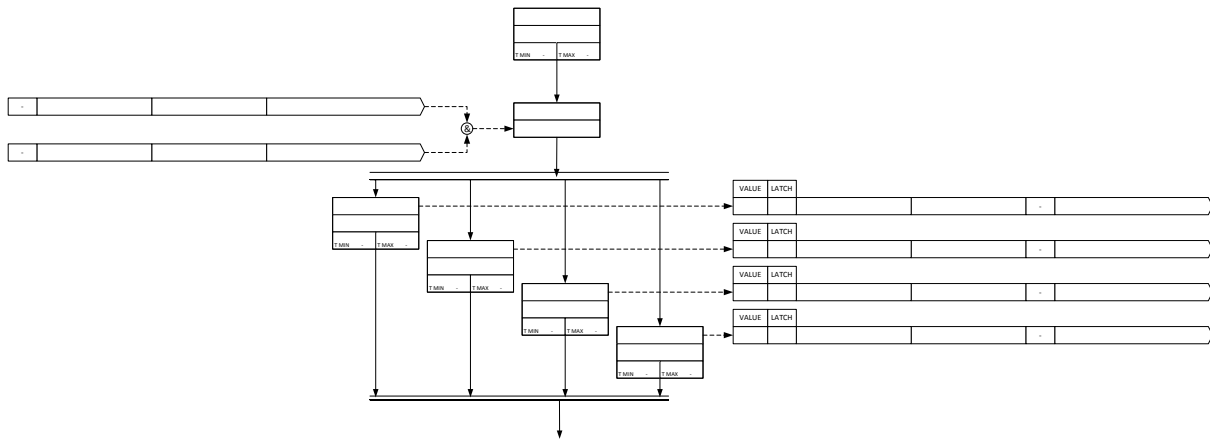 T MIN - T MAX -
-
-
&
VALUE LATCH
-
T MIN - T MAX -
VALUE LATCH
-
T MIN - T MAX -
VALUE LATCH
-
T MIN - T MAX -
VALUE LATCH
-
T MIN - T MAX -